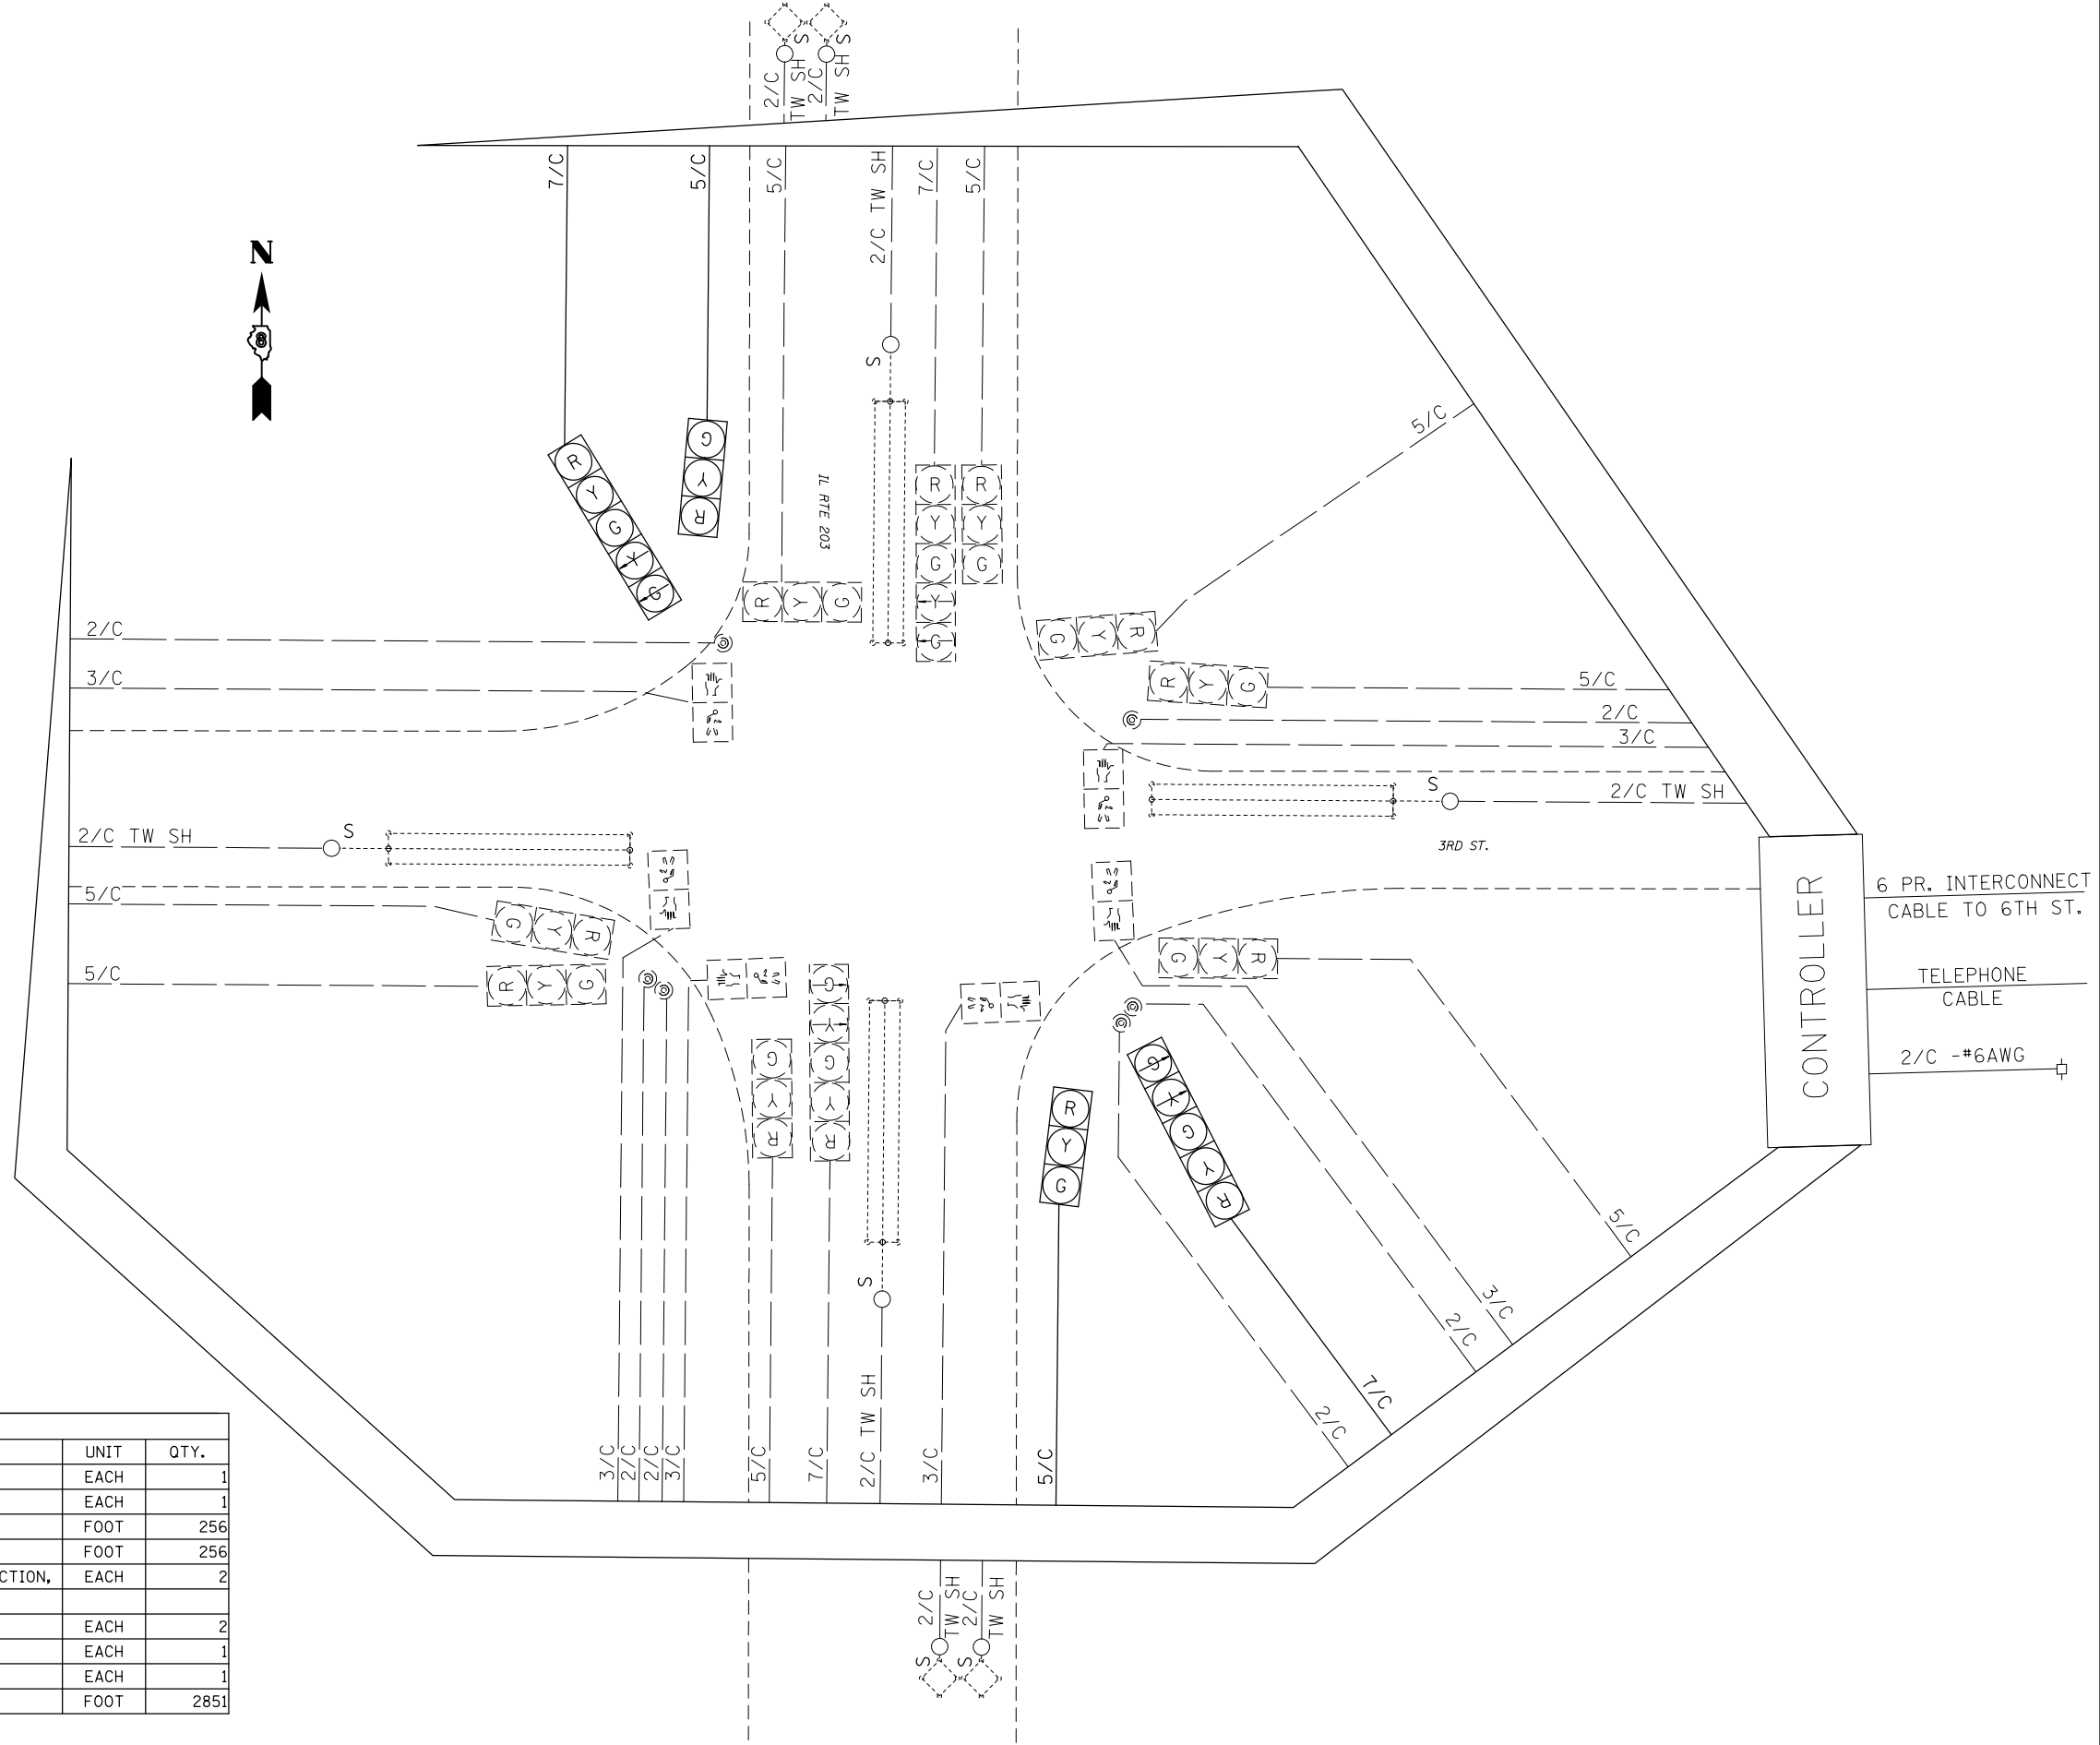 S
S
2/C
TW SH
2/C
TW SH
7/C
5/C
5/C
2/C TW SH
7/C
5/C
N
8
S
5/C
R
Y
G
Y
G
G
Y
R
IL RTE 203
R
Y
G
Y
G
R
Y
G
R Y G
G Y R
R Y G
5/C
2/C
3/C
2/C
3/C
S
2/C TW SH
3RD ST.
2/C TW SH
S
5/C
G Y R
5/C
R Y G
CONTROLLER
6 PR. INTERCONNECT
CABLE TO 6TH ST.
TELEPHONE
CABLE
2/C -#6AWG
G Y R
G
Y
R
G
Y
G
Y
R
R
Y
G
G
Y
G
Y
R
S
5/C
3/C
2/C
7/C
2/C
3/C
2/C
2/C
3/C
5/C
7/C
2/C TW SH
3/C
5/C
UNIT QTY.
EACH 1
EACH 1
FOOT 256
FOOT 256
CTION, EACH 2
EACH 2
EACH 1
EACH 1
FOOT 2851
2/C
TW SH
2/C
TW SH
S
S